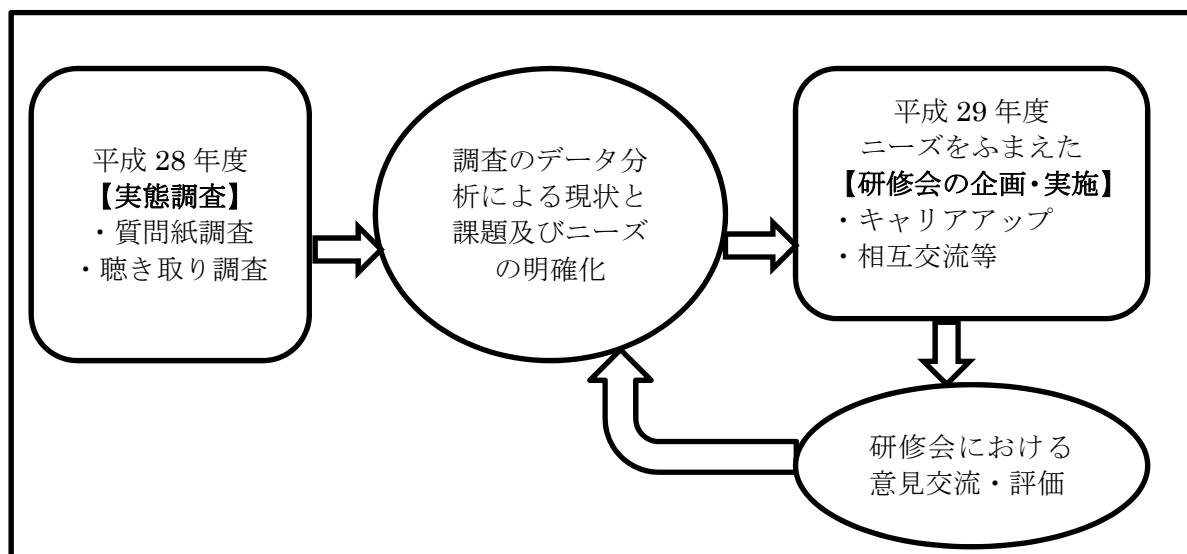 平成 28 年度
【実態調査】
・質問紙調査
・聴き取り調査
調査のデータ分
析による現状と
課題及びニーズ
の明確化
平成 29 年度
ニーズをふまえた
【研修会の企画・実施】
・キャリアアップ
・相互交流等
研修会における
意見交流・評価